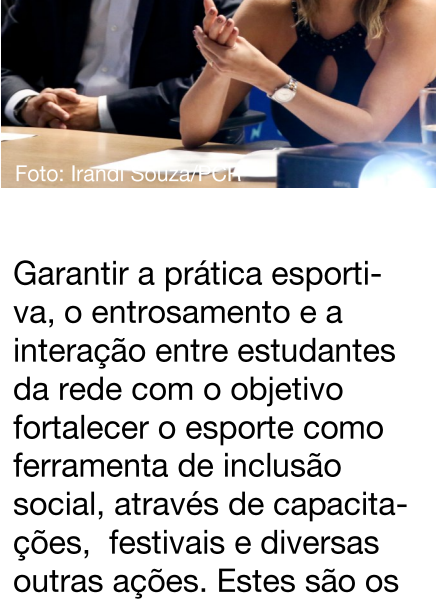 Foto: Irandi Souza/PCR
Garantir a prática esporti-
va, o entrosamento e a
interação entre estudantes
da rede com o objetivo
fortalecer o esporte como
ferramenta de inclusão
social, através de capacita-
ções,  festivais e diversas
outras ações. Estes são os